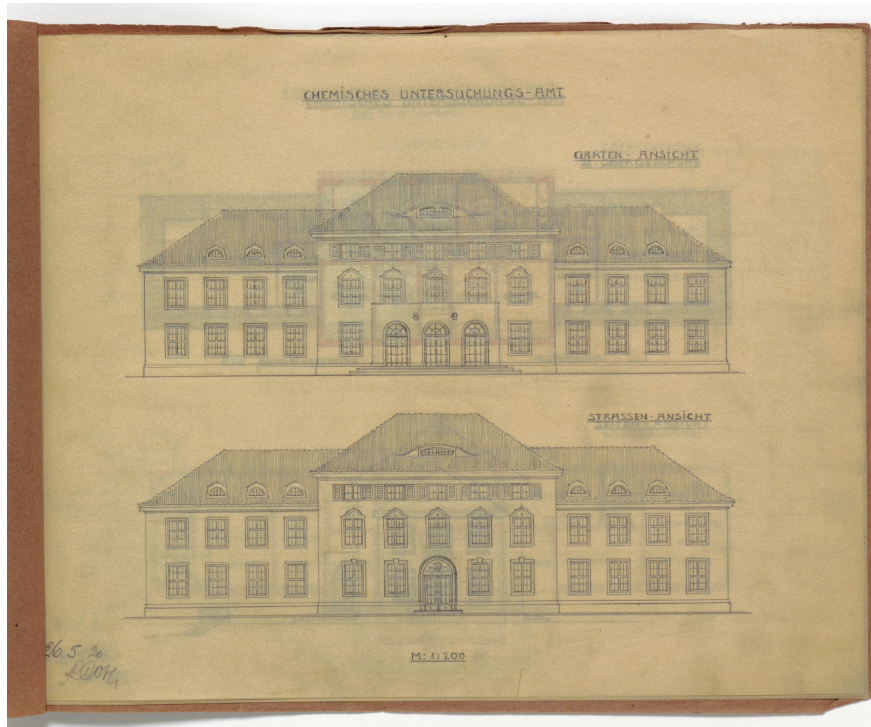 CHEMISCHES UNTERSUCHUNGS-AMT
GARTEN - ANSICHT
STRASSEN - ANSICHT
M: 1:200
26.5.20